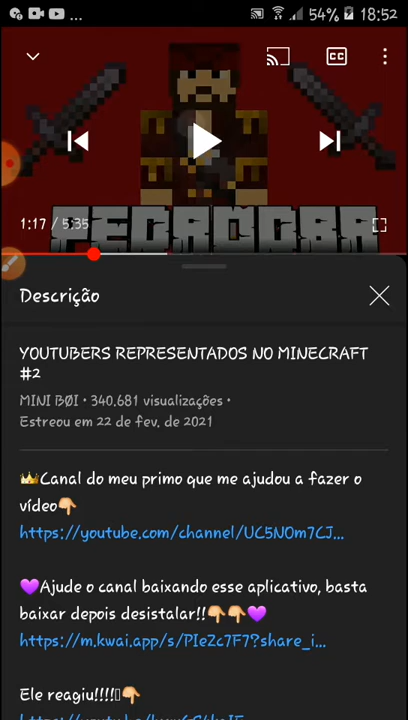 ... 54% 18:52
CC
PEDRODBR
1:17 / 5:35
Descrição
YOUTUBERS REPRESENTADOS NO MINECRAFT
#2
MINI BØI • 340.681 visualizações •
Estreou em 22 de fev. de 2021
👑Canal do meu primo que me ajudou a fazer o
vídeo👇🏼
https://youtube.com/channel/UC5NOm7CJ...
💜Ajude o canal baixando esse aplicativo, basta
baixar depois desistalar!!👇🏼👇🏼💜
https://m.kwai.app/s/PIeZc7F7?share_i...
Ele reagiu!!!!▯👇🏼